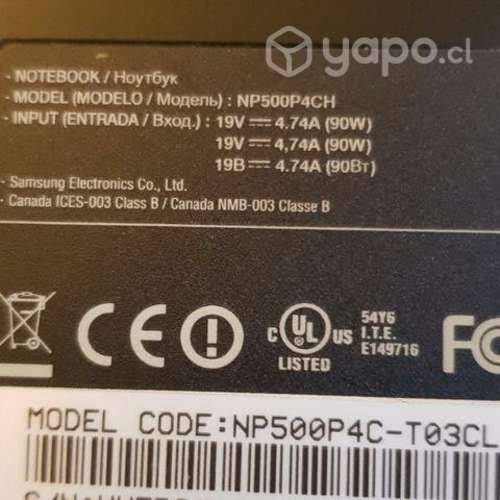 yapo.cl
- NOTEBOOK / Ноутбук
- MODEL (MODELO / Модель) : NP500P4CH
- INPUT (ENTRADA / Вход.) : 19V ⎓ 4.74A (90W)
19V ⎓ 4,74A (90W)
19В ⎓ 4.74A (90Вт)
- Samsung Electronics Co., Ltd.
- Canada ICES-003 Class B / Canada NMB-003 Classe B
CE
C UL US
LISTED
54Y6
I.T.E.
E149716
FC
MODEL CODE:NP500P4C-T03CL